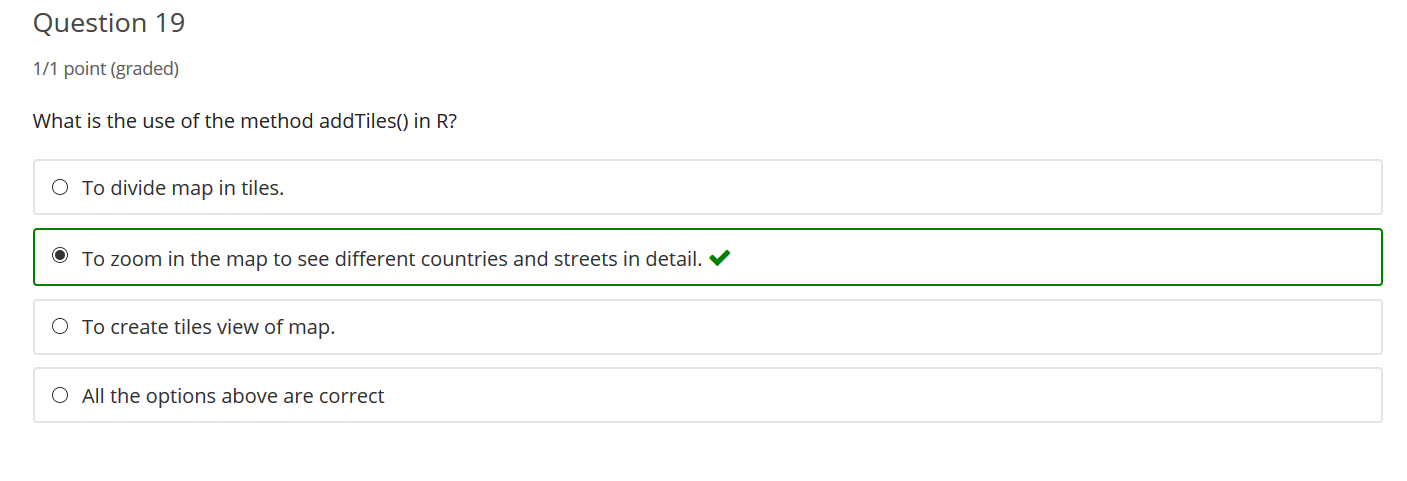 Question 19
1/1 point (graded)
What is the use of the method addTiles() in R?
To divide map in tiles.
To zoom in the map to see different countries and streets in detail.
To create tiles view of map.
All the options above are correct